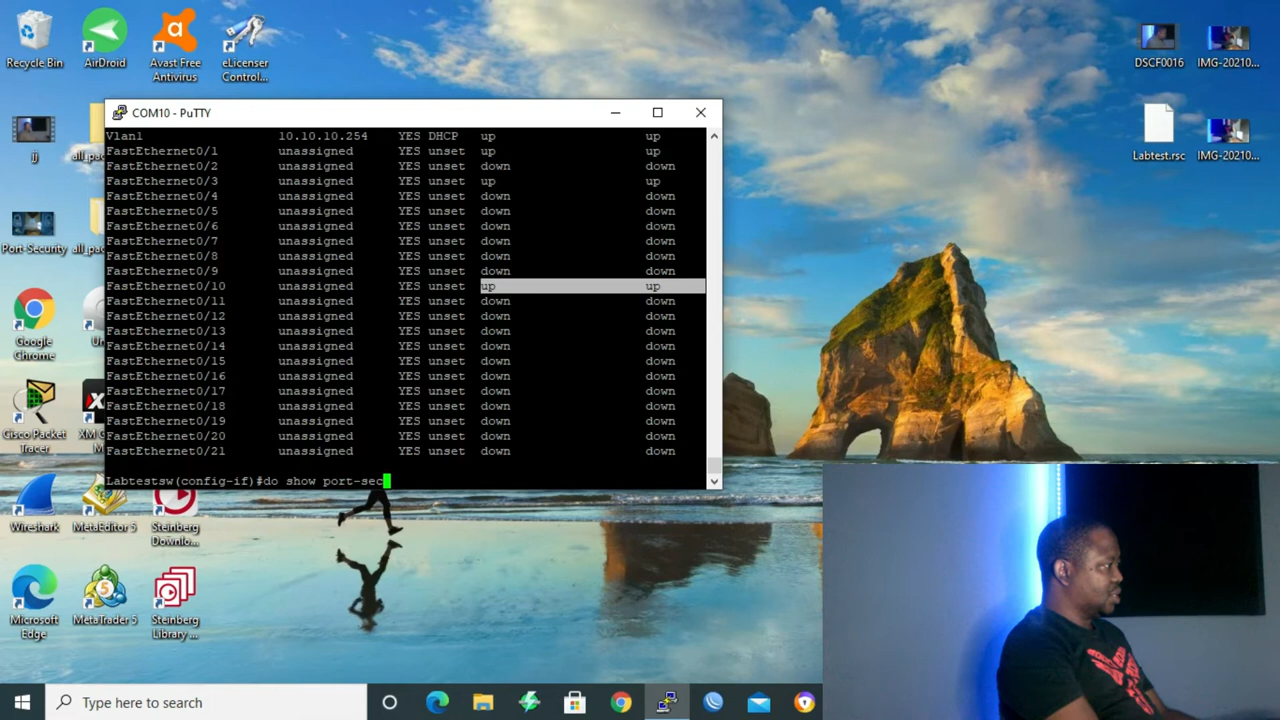 Recycle Bin
AirDroid
Avast Free
Antivirus
eLicenser
Control...
DSCF0016
IMG-20210...
Labtest.rsc
IMG-20210...
jj
all_pac
Port-Security
all_pac
Google
Chrome
Cisco Packet
Tracer
Wireshark
MetaEditor 5
Steinberg
Downlo...
Microsoft
Edge
MetaTrader 5
Steinberg
Library ...
COM10 - PuTTY
Vlan1 10.10.10.254 YES DHCP up up
FastEthernet0/1 unassigned YES unset up up
FastEthernet0/2 unassigned YES unset down down
FastEthernet0/3 unassigned YES unset up up
FastEthernet0/4 unassigned YES unset down down
FastEthernet0/5 unassigned YES unset down down
FastEthernet0/6 unassigned YES unset down down
FastEthernet0/7 unassigned YES unset down down
FastEthernet0/8 unassigned YES unset down down
FastEthernet0/9 unassigned YES unset down down
FastEthernet0/10 unassigned YES unset up up
FastEthernet0/11 unassigned YES unset down down
FastEthernet0/12 unassigned YES unset down down
FastEthernet0/13 unassigned YES unset down down
FastEthernet0/14 unassigned YES unset down down
FastEthernet0/15 unassigned YES unset down down
FastEthernet0/16 unassigned YES unset down down
FastEthernet0/17 unassigned YES unset down down
FastEthernet0/18 unassigned YES unset down down
FastEthernet0/19 unassigned YES unset down down
FastEthernet0/20 unassigned YES unset down down
FastEthernet0/21 unassigned YES unset down down
Labtestsw(config-if)#do show port-sec
Type here to search